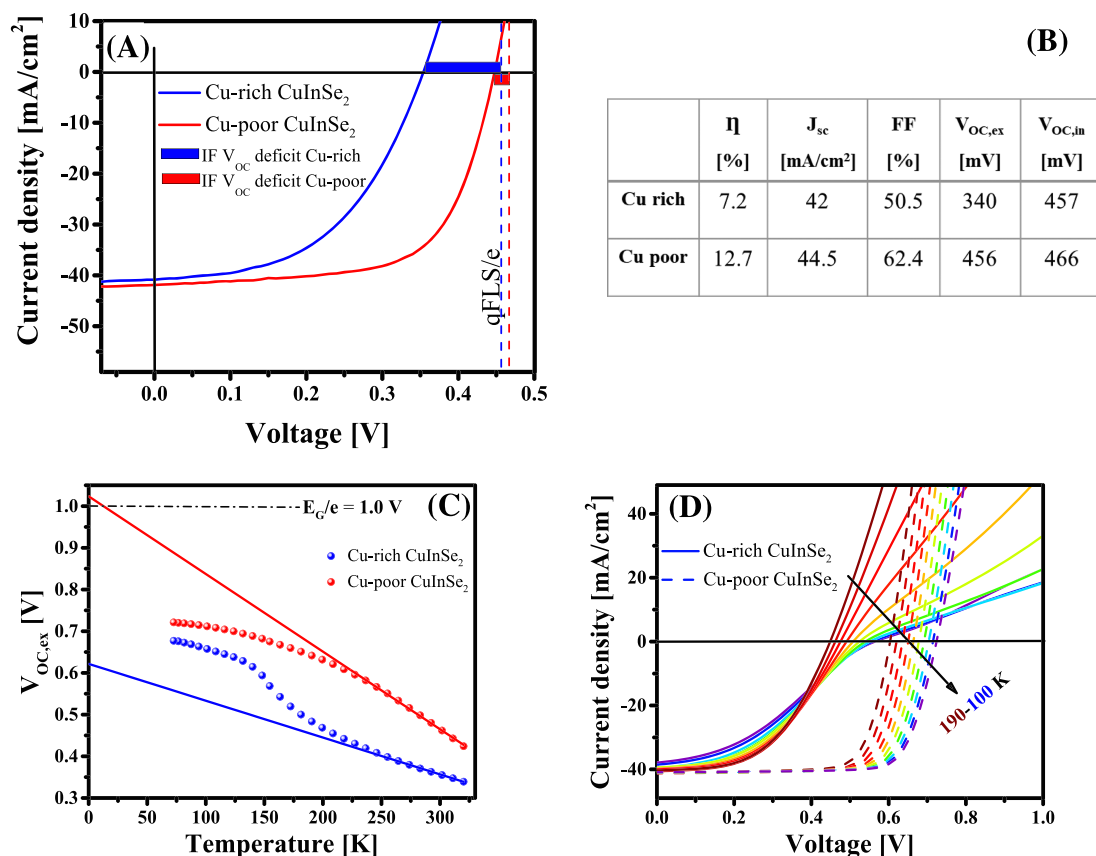 (A)
Current density [mA/cm²]
10
0
-10
-20
-30
-40
-50
Cu-rich CuInSe₂
Cu-poor CuInSe₂
IF V_OC deficit Cu-rich
IF V_OC deficit Cu-poor
qFLS/e
0.0 0.1 0.2 0.3 0.4 0.5
Voltage [V]
(B)
η J_sc FF V_OC,ex V_OC,in
[%] [mA/cm²] [%] [mV] [mV]
Cu rich 7.2 42 50.5 340 457
Cu poor 12.7 44.5 62.4 456 466
(C)
V_OC,ex [V]
1.0
0.9
0.8
0.7
0.6
0.5
0.4
0.3
E_G/e = 1.0 V
Cu-rich CuInSe₂
Cu-poor CuInSe₂
0 50 100 150 200 250 300
Temperature [K]
(D)
Current density [mA/cm²]
40
20
0
-20
-40
Cu-rich CuInSe₂
Cu-poor CuInSe₂
190-100 K
0.0 0.2 0.4 0.6 0.8 1.0
Voltage [V]